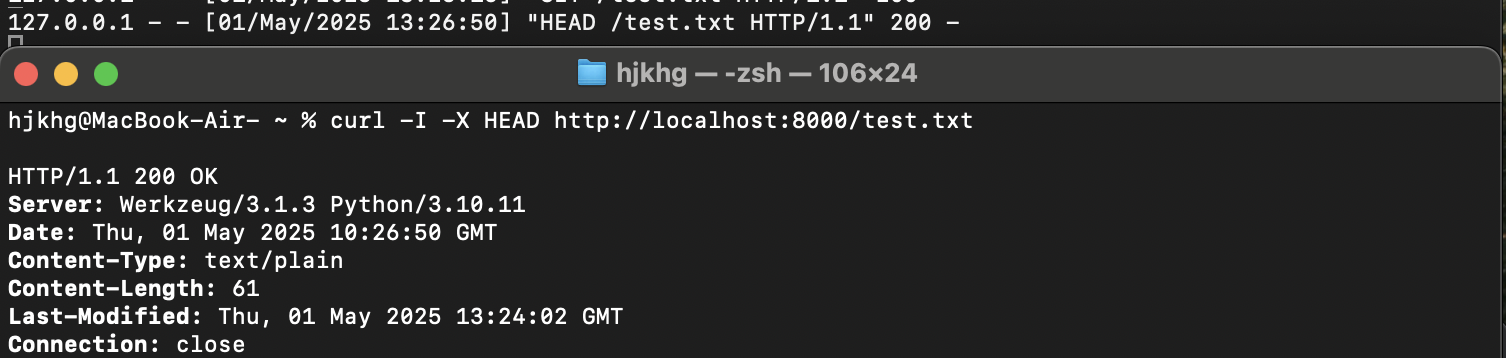 127.0.0.1 - - [01/May/2025 13:26:50] "HEAD /test.txt HTTP/1.1" 200 -
hjkhg — -zsh — 106×24
hjkhg@MacBook-Air- ~ % curl -I -X HEAD http://localhost:8000/test.txt
HTTP/1.1 200 OK
Server: Werkzeug/3.1.3 Python/3.10.11
Date: Thu, 01 May 2025 10:26:50 GMT
Content-Type: text/plain
Content-Length: 61
Last-Modified: Thu, 01 May 2025 13:24:02 GMT
Connection: close